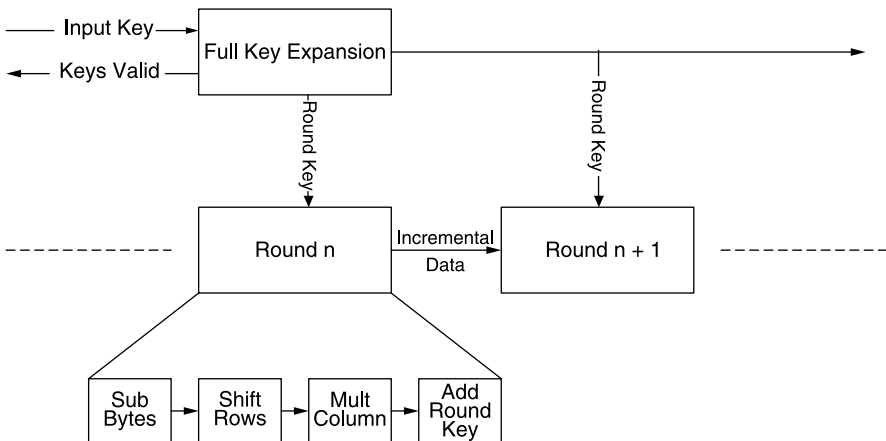 Input Key
Full Key Expansion
Keys Valid
Round Key
Round Key
Round n
Incremental
Data
Round n + 1
Sub
Bytes
Shift
Rows
Mult
Column
Add
Round
Key